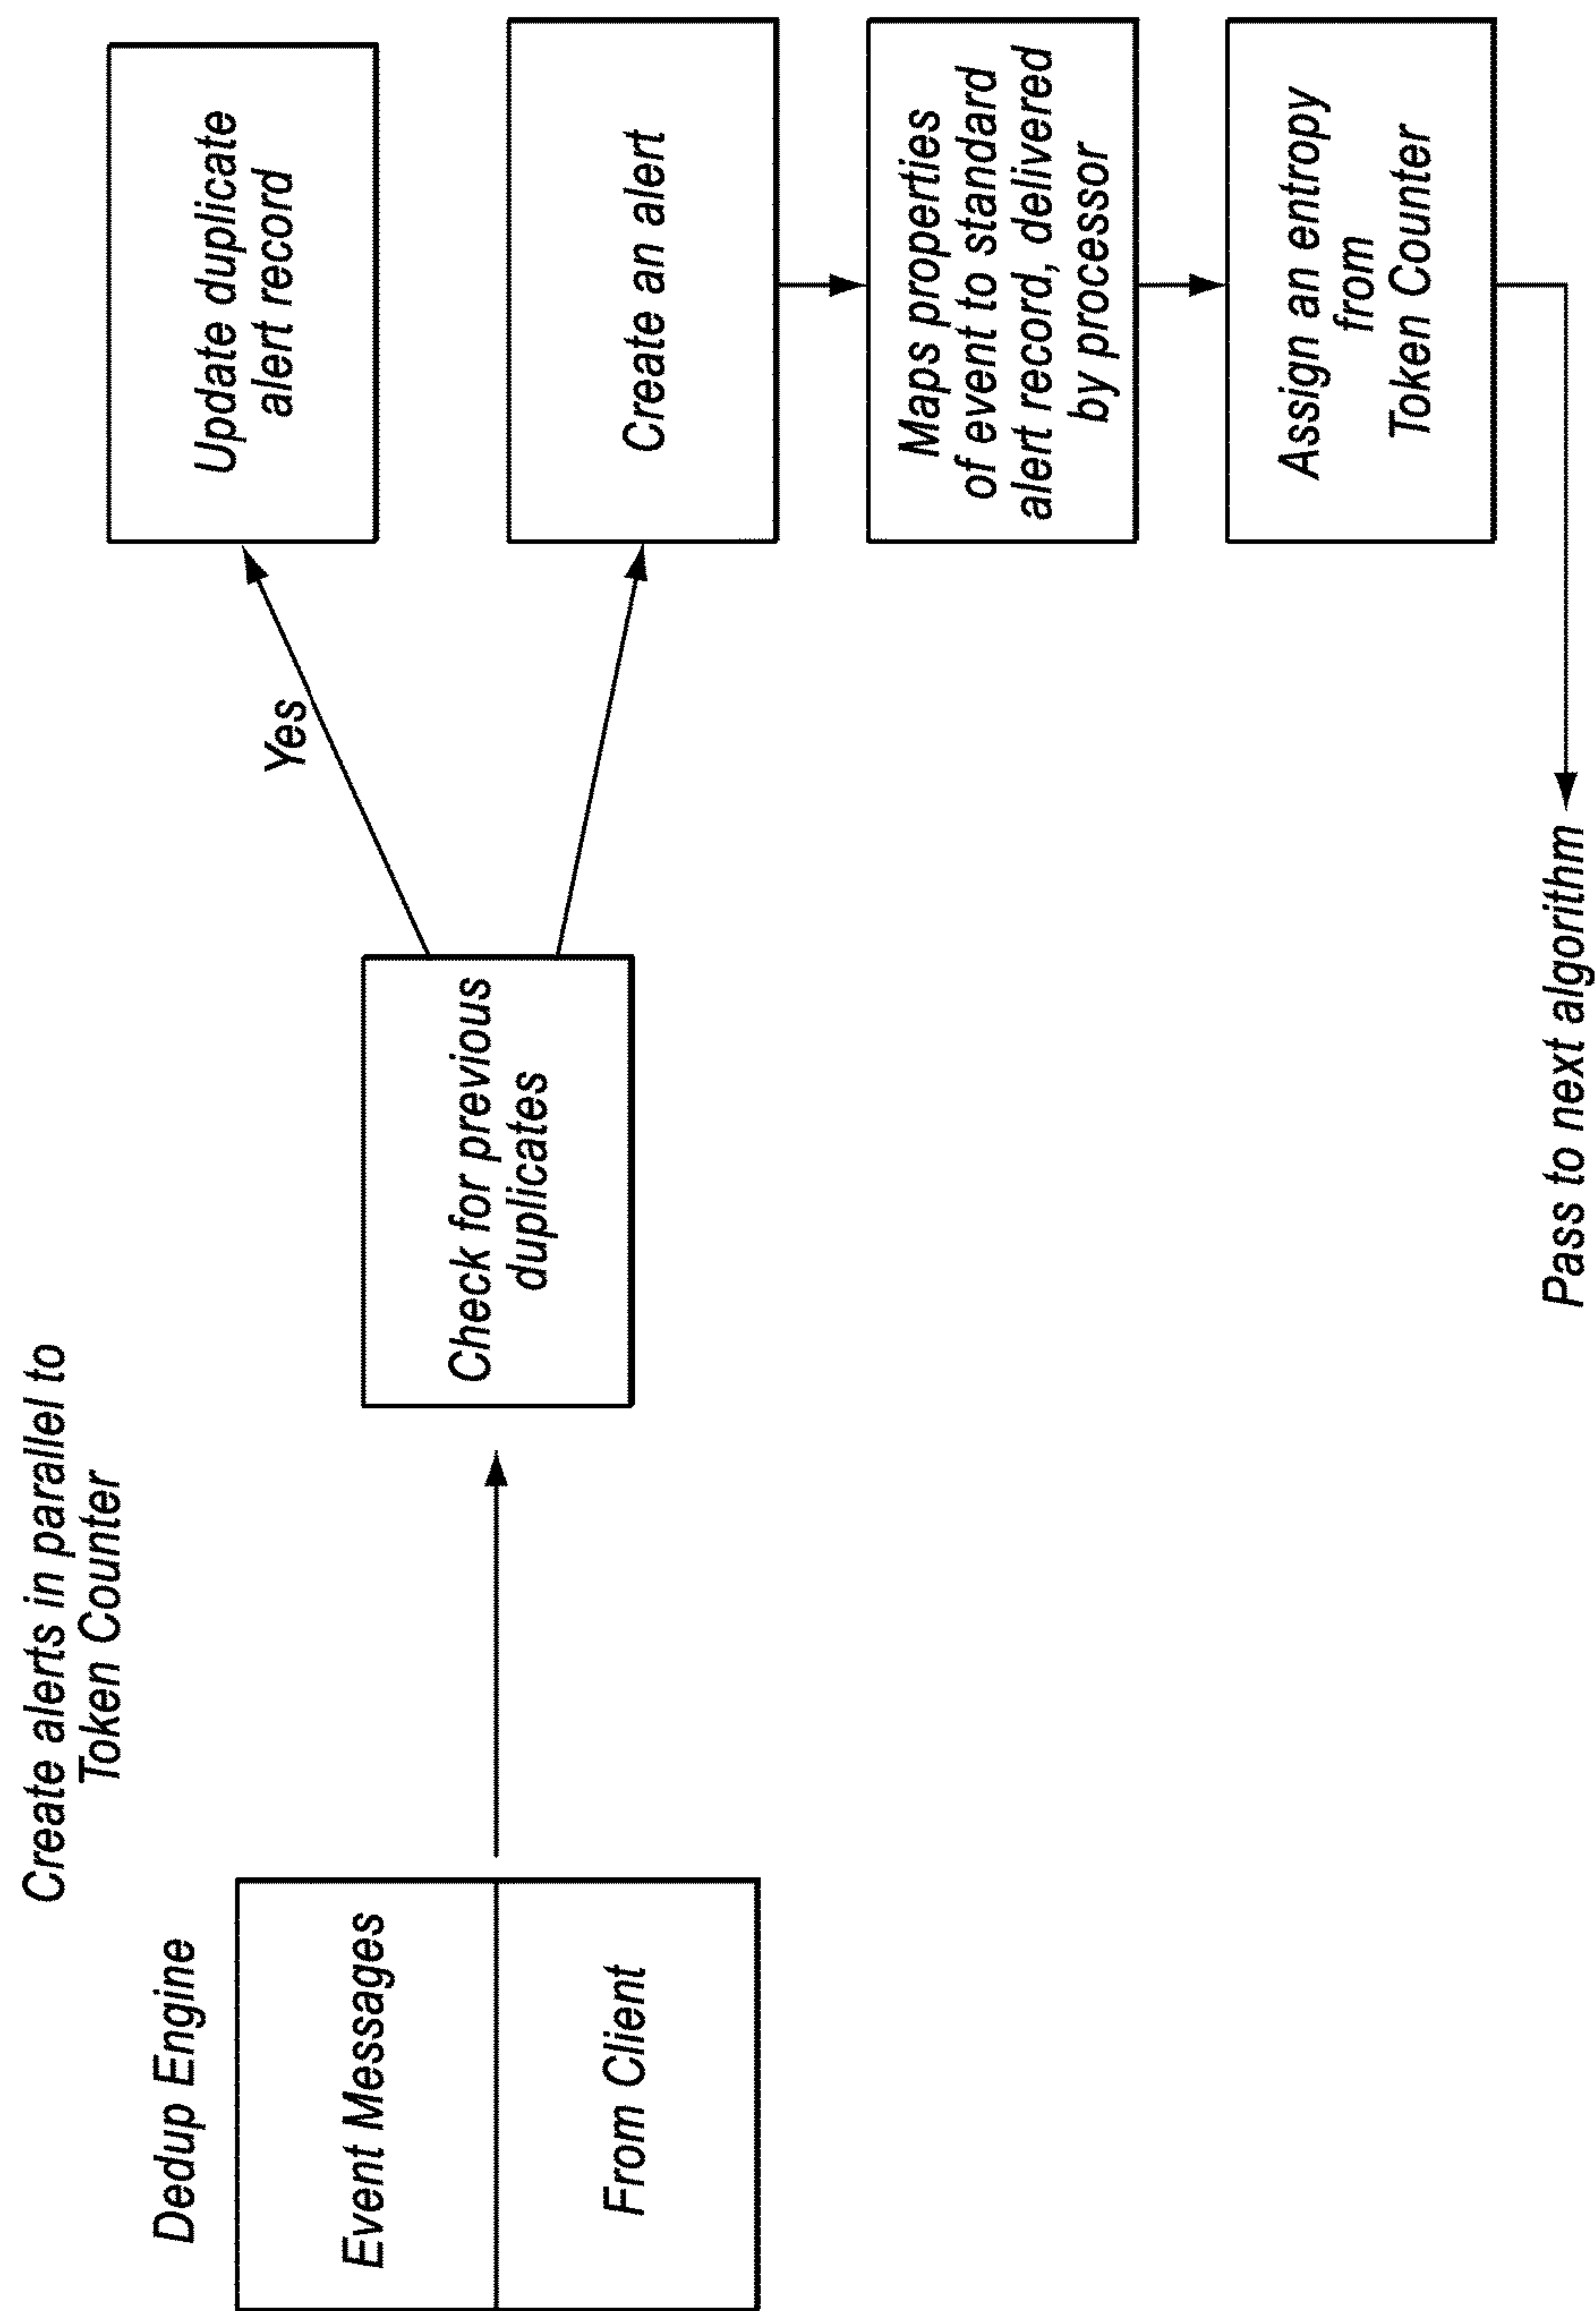 Create alerts in parallel to
Token Counter
Dedup Engine
Event Messages
From Client
Check for previous
duplicates
Yes
Update duplicate
alert record
Create an alert
Maps properties
of event to standard
alert record, delivered
by processor
Assign an entropy
from
Token Counter
Pass to next algorithm